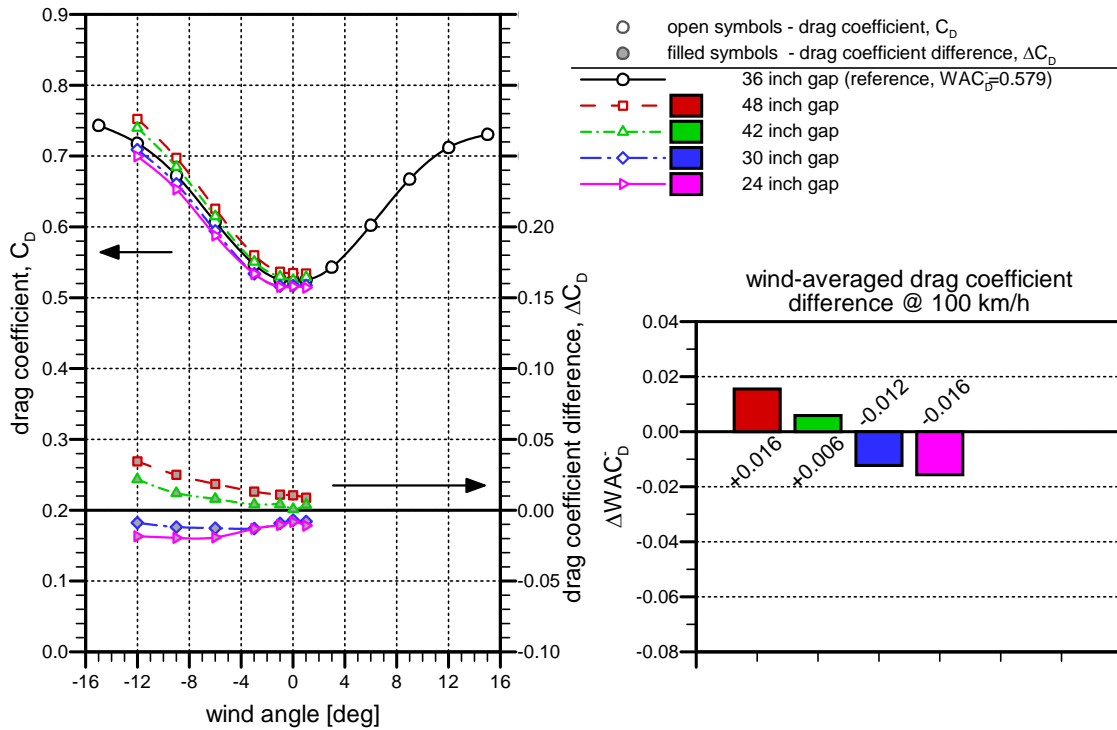 open symbols - drag coefficient, C_D
filled symbols - drag coefficient difference, ΔC_D
36 inch gap (reference, WAC_D̄=0.579)
48 inch gap
42 inch gap
30 inch gap
24 inch gap
0.9
0.8
0.7
0.6
0.5
0.4
0.3
0.2
0.1
0.0
drag coefficient, C_D
-16
-12
-8
-4
0
4
8
12
16
wind angle [deg]
0.20
0.15
0.10
0.05
0.00
-0.05
-0.10
drag coefficient difference, ΔC_D
wind-averaged drag coefficient
difference @ 100 km/h
0.04
0.02
0.00
-0.02
-0.04
-0.06
-0.08
ΔWAC_D̄
+0.016
+0.006
-0.012
-0.016